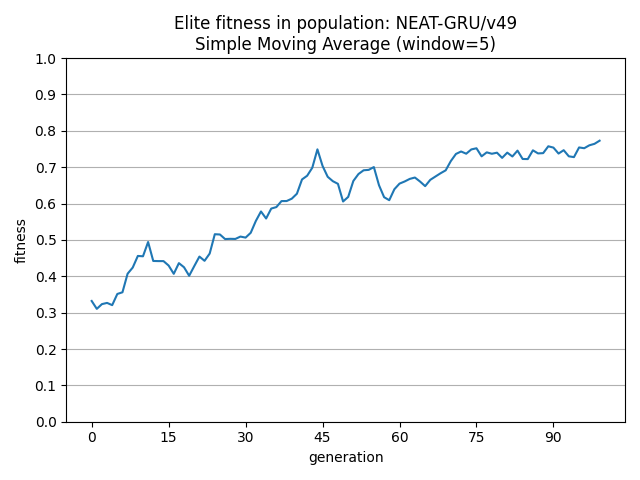 Elite fitness in population: NEAT-GRU/v49
Simple Moving Average (window=5)
1.0
0.9
0.8
0.7
0.6
0.5
0.4
0.3
0.2
0.1
0.0
fitness
0 15 30 45 60 75 90
generation